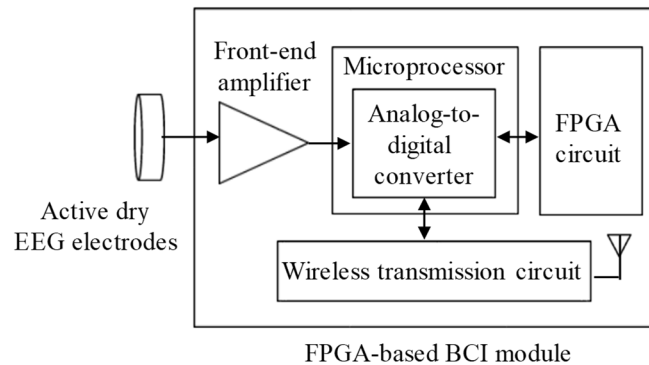 Front-end
amplifier
Microprocessor
Analog-to-
digital
converter
FPGA
circuit
Active dry
EEG electrodes
Wireless transmission circuit
FPGA-based BCI module